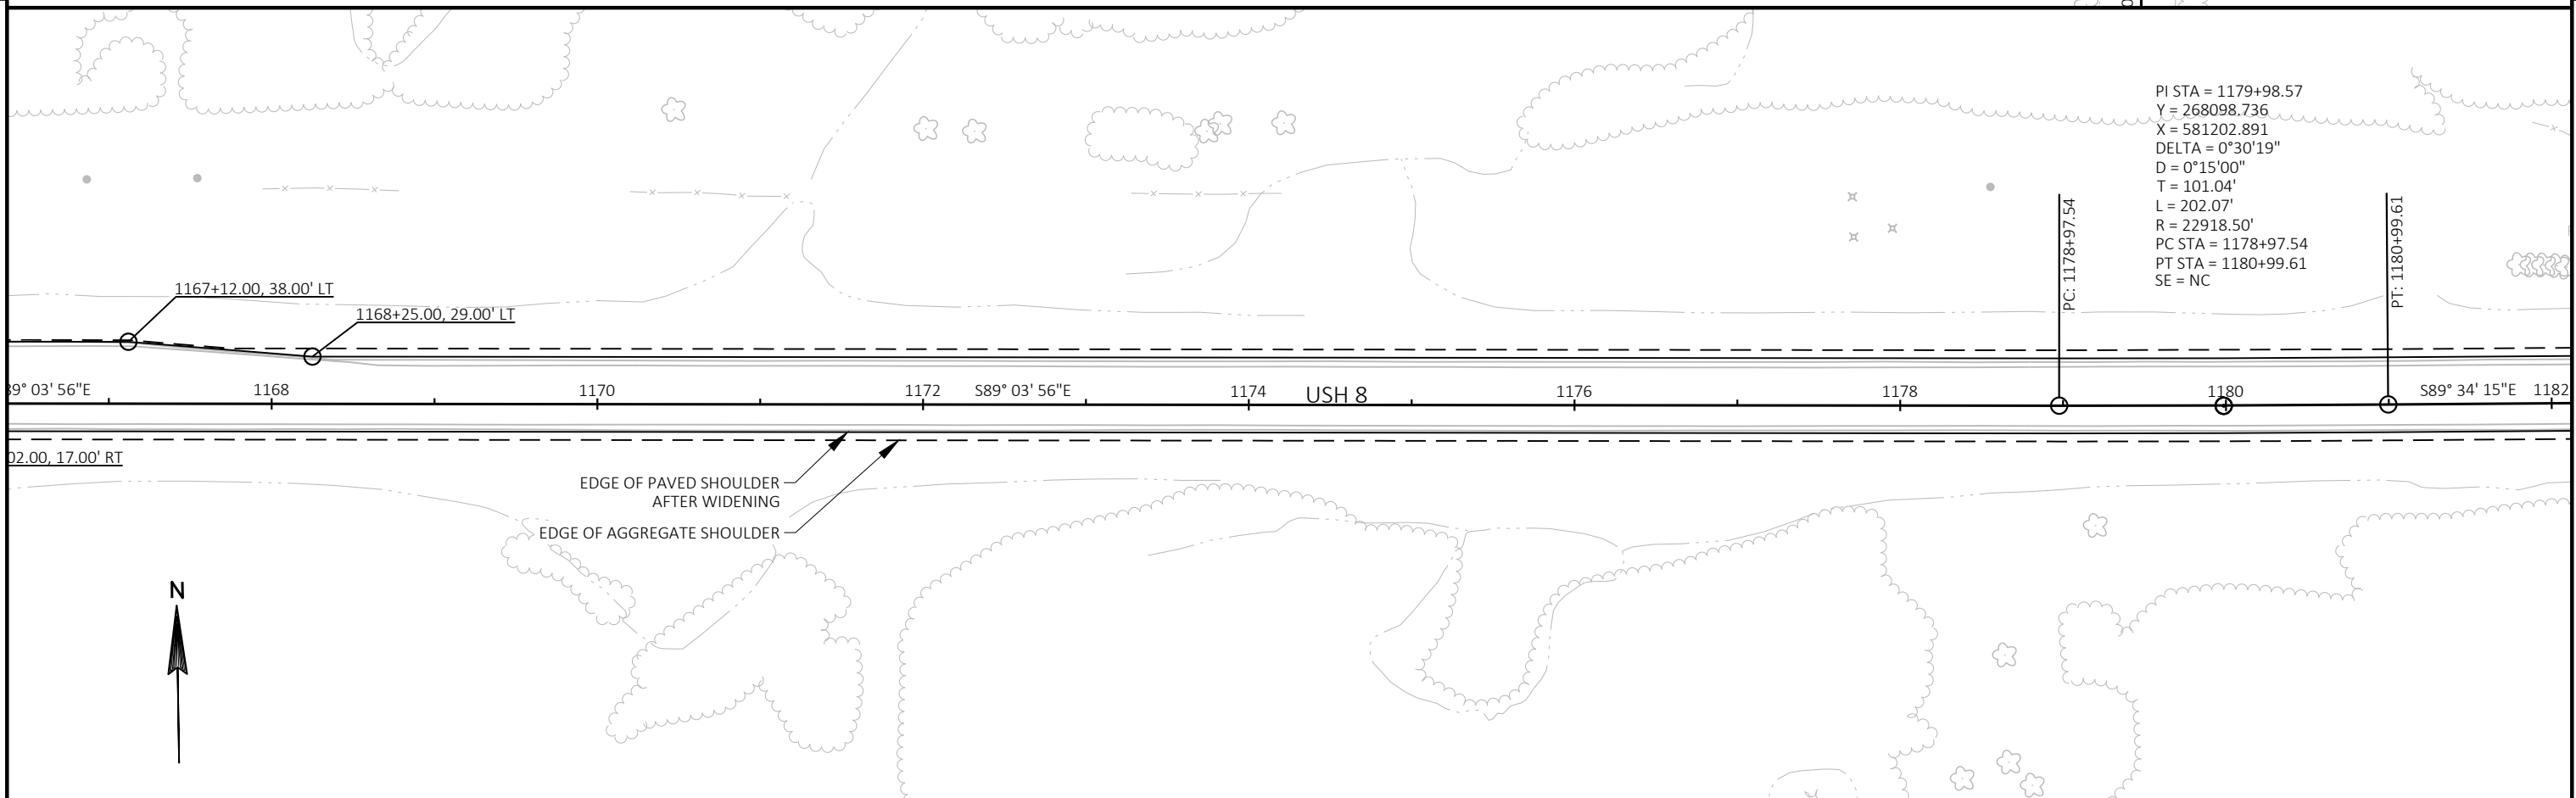 PI STA = 1179+98.57
Y = 268098.736
X = 581202.891
DELTA = 0°30'19"
D = 0°15'00"
T = 101.04'
L = 202.07'
R = 22918.50'
PC STA = 1178+97.54
PT STA = 1180+99.61
SE = NC
PC: 1178+97.54
PT: 1180+99.61
1167+12.00, 38.00' LT
1168+25.00, 29.00' LT
9° 03' 56"E
1168
1170
1172
S89° 03' 56"E
1174
USH 8
1176
1178
1180
S89° 34' 15"E
1182
02.00, 17.00' RT
EDGE OF PAVED SHOULDER
AFTER WIDENING
EDGE OF AGGREGATE SHOULDER
N